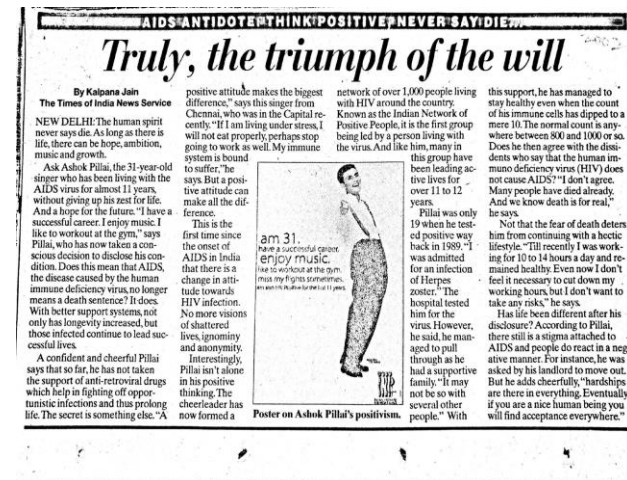 AIDS ANTIDOTE: THINK POSITIVE, NEVER SAY DIE...
Truly, the triumph of the will
By Kalpana Jain
The Times of India News Service
NEW DELHI: The human spirit
never says die. As long as there is
life, there can be hope, ambition,
music and growth.
Ask Ashok Pillai, the 31-year-old
singer who has been living with the
AIDS virus for almost 11 years,
without giving up his zest for life.
And a hope for the future. "I have a
successful career. I enjoy music. I
like to workout at the gym," says
Pillai, who has now taken a con-
scious decision to disclose his con-
dition. Does this mean that AIDS,
the disease caused by the human
immune deficiency virus, no longer
means a death sentence? It does.
With better support systems, not
only has longevity increased, but
those infected continue to lead suc-
cessful lives.
A confident and cheerful Pillai
says that so far, he has not taken
the support of anti-retroviral drugs
which help in fighting off oppor-
tunistic infections and thus prolong
life. The secret is something else. "A
positive attitude makes the biggest
difference," says this singer from
Chennai, who was in the Capital re-
cently. "If I am living under stress, I
will not eat properly, perhaps stop
going to work as well. My immune
system is bound
to suffer," he
says. But a posi-
tive attitude can
make all the dif-
ference.
This is the
first time since
the onset of
AIDS in India
that there is a
change in atti-
tude towards
HIV infection.
No more visions
of shattered
lives, ignominy
and anonymity.
Interestingly,
Pillai isn't alone
in his positive
thinking. The
cheerleader has
now formed a
am 31.
have a successful career.
enjoy music.
like to workout at the gym.
miss my flights sometimes.
am also HIV Positive for the last 11 years.
Poster on Ashok Pillai's positivism.
network of over 1,000 people living
with HIV around the country.
Known as the Indian Network of
Positive People, it is the first group
being led by a person living with
the virus. And like him, many in
this group have
been leading ac-
tive lives for
over 11 to 12
years.
Pillai was only
19 when he test-
ed positive way
back in 1989. "I
was admitted
for an infection
of Herpes
zoster." The
hospital tested
him for the
virus. However,
he said, he man-
aged to pull
through as he
had a supportive
family. "It may
not be so with
several other
people." With
this support, he has managed to
stay healthy even when the count
of his immune cells has dipped to a
mere 10. The normal count is any-
where between 800 and 1000 or so.
Does he then agree with the dissi-
dents who say that the human im-
muno deficiency virus (HIV) does
not cause AIDS? "I don't agree.
Many people have died already.
And we know death is for real,"
he says.
Not that the fear of death deters
him from continuing with a hectic
lifestyle. "Till recently I was work-
ing for 10 to 14 hours a day and re-
mained healthy. Even now I don't
feel it necessary to cut down my
working hours, but I don't want to
take any risks," he says.
Has life been different after his
disclosure? According to Pillai,
there still is a stigma attached to
AIDS and people do react in a neg
ative manner. For instance, he was
asked by his landlord to move out.
But he adds cheerfully, "hardships
are there in everything. Eventually
if you are a nice human being you
will find acceptance everywhere."